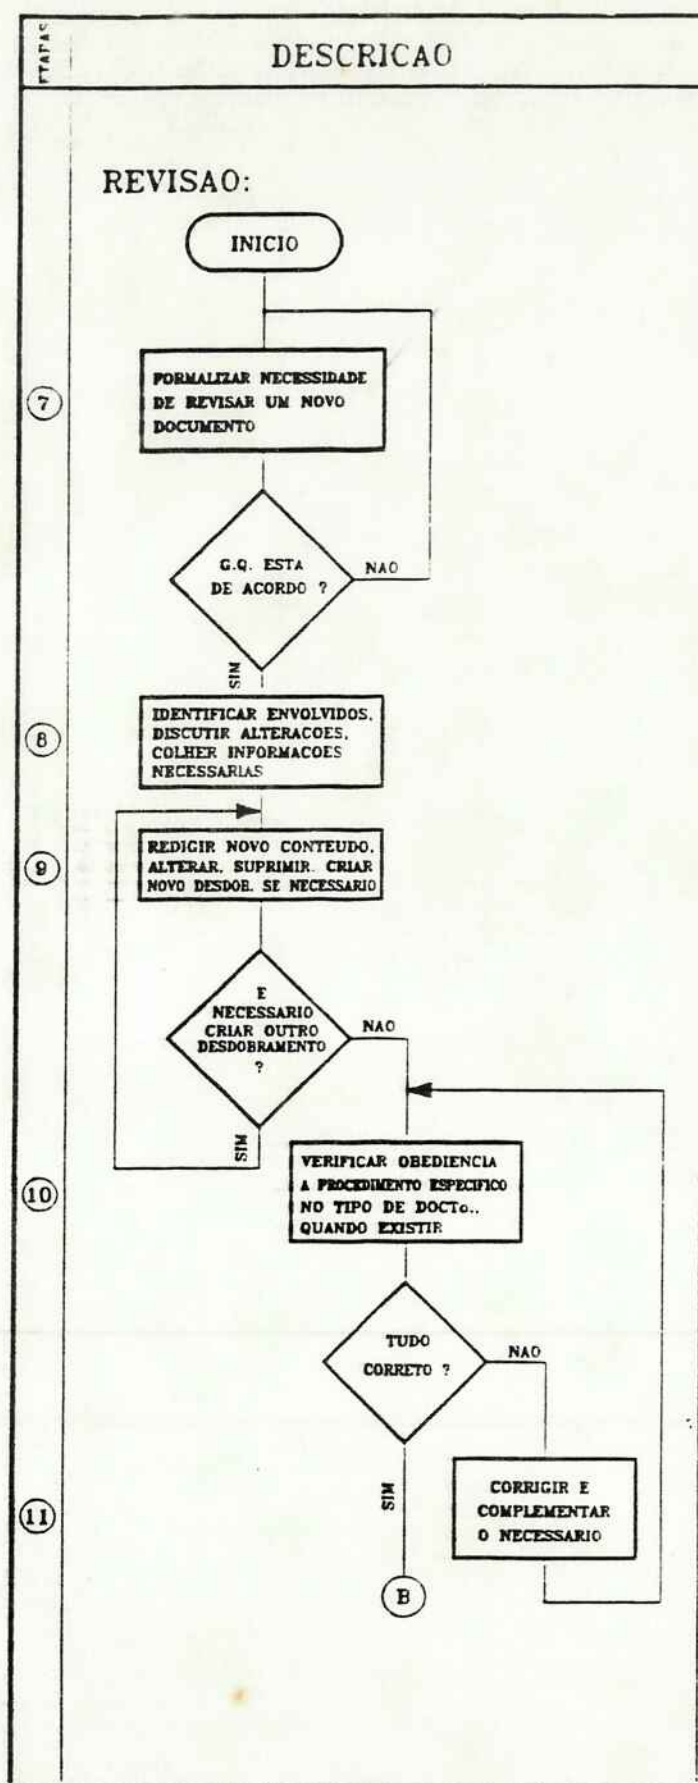 ETAPAS
DESCRICAO
REVISAO:
INICIO
7
FORMALIZAR NECESSIDADE
DE REVISAR UM NOVO
DOCUMENTO
G.Q. ESTA
DE ACORDO ?
NAO
SIM
8
IDENTIFICAR ENVOLVIDOS,
DISCUTIR ALTERACOES,
COLHER INFORMACOES
NECESSARIAS
9
REDIGIR NOVO CONTEUDO,
ALTERAR, SUPRIMIR. CRIAR
NOVO DESDOB. SE NECESSARIO
E
NECESSARIO
CRIAR OUTRO
DESDOBRAMENTO
?
NAO
SIM
10
VERIFICAR OBEDIENCIA
A PROCEDIMENTO ESPECIFICO
NO TIPO DE DOCTo.,
QUANDO EXISTIR
TUDO
CORRETO ?
NAO
SIM
11
CORRIGIR E
COMPLEMENTAR
O NECESSARIO
B